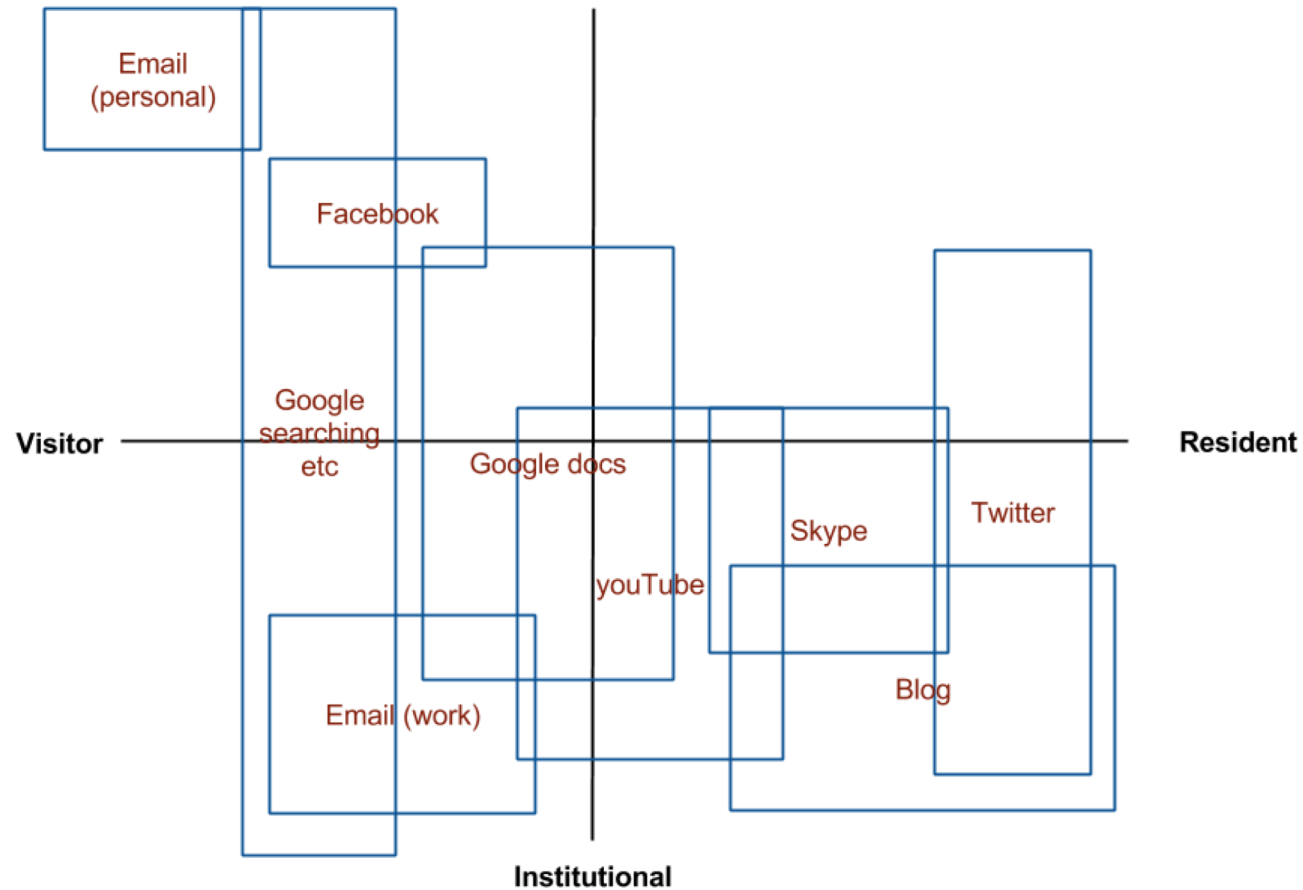 Email
(personal)
Facebook
Google
searching
etc
Visitor
Resident
Google docs
Twitter
Skype
youTube
Blog
Email (work)
Institutional